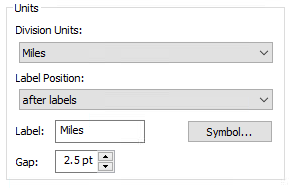 Units
Division Units:
Miles
Label Position:
after labels
Label: Miles Symbol...
Gap: 2.5 pt